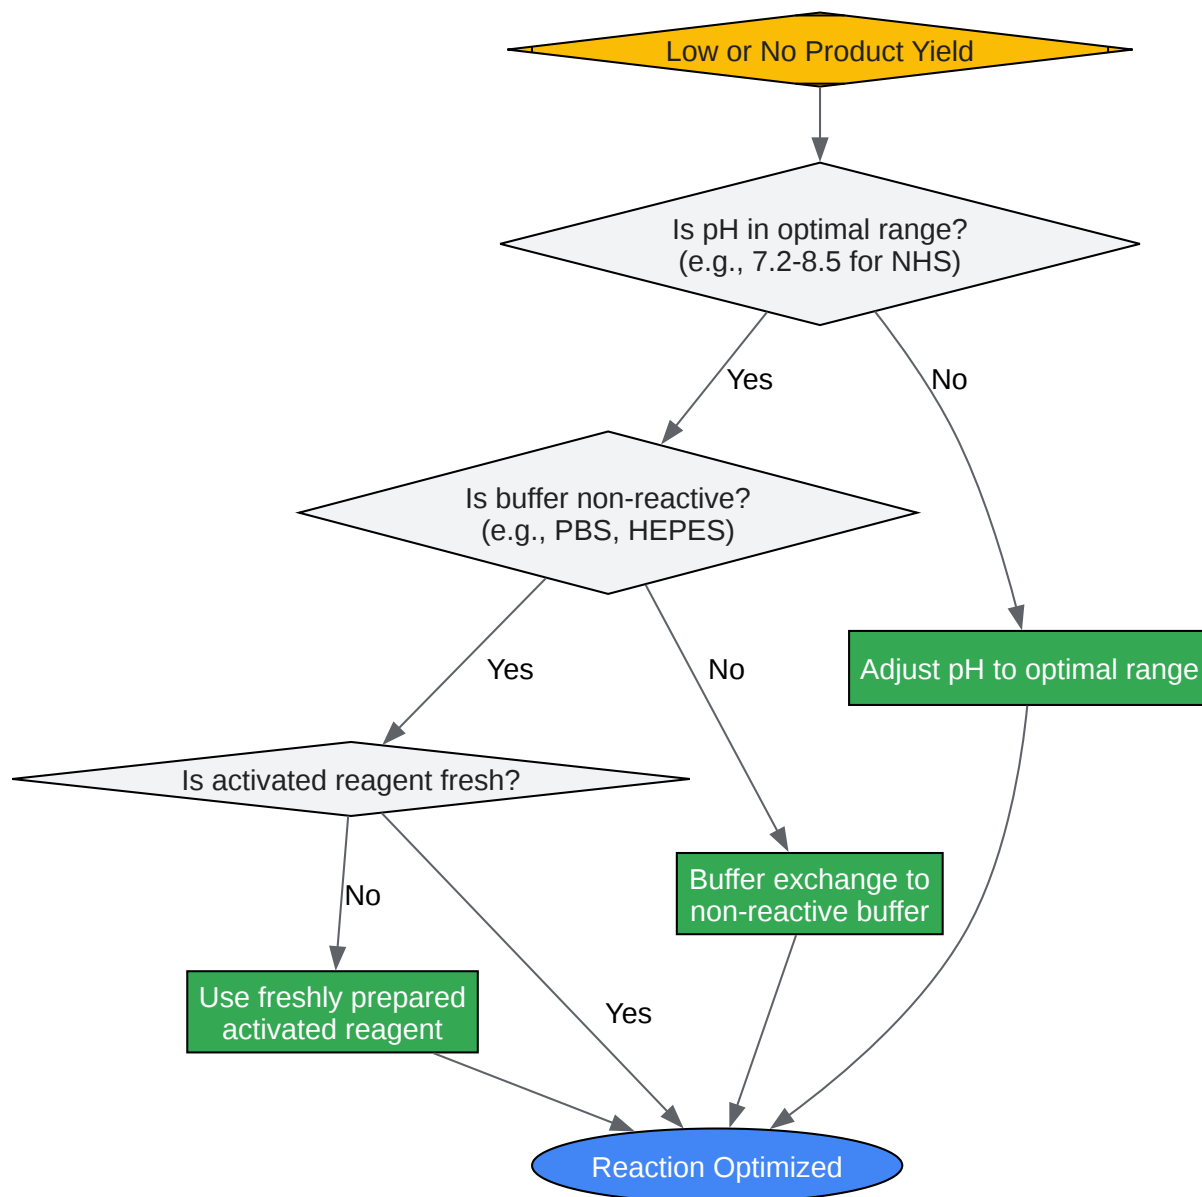 Low or No Product Yield
Is pH in optimal range?
(e.g., 7.2-8.5 for NHS)
Yes
No
Is buffer non-reactive?
(e.g., PBS, HEPES)
Yes
No
Adjust pH to optimal range
Is activated reagent fresh?
No
Buffer exchange to
non-reactive buffer
Use freshly prepared
activated reagent
Yes
Reaction Optimized